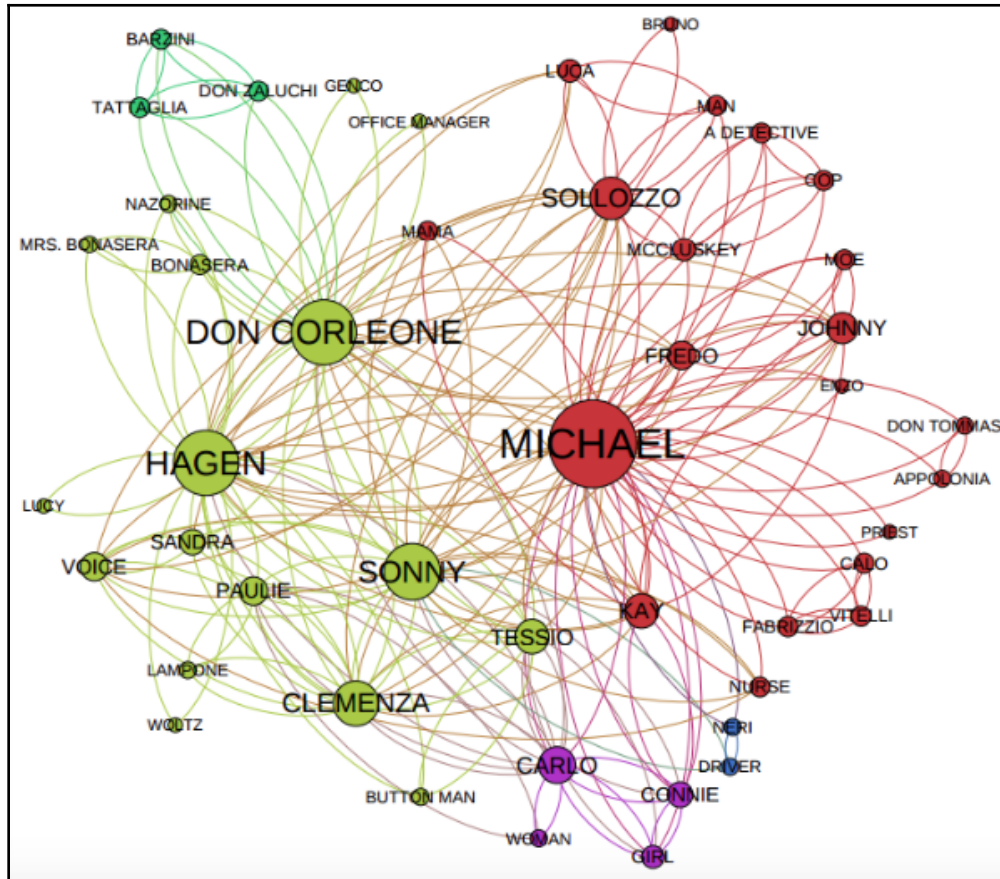 BRUNO
BARZINI
LUCA
GENCO
DON ZALUCHI
TATTAGLIA
MAN
OFFICE MANAGER
A DETECTIVE
COP
SOLLOZZO
NAZORINE
MAMA
MRS. BONASERA
MCCLUSKEY
MOE
BONASERA
DON CORLEONE
JOHNNY
FREDO
ENZO
DON TOMMAS
MICHAEL
HAGEN
APPOLONIA
LUCY
PRIEST
SANDRA
CALO
VOICE
SONNY
PAULIE
KAY
VITELLI
FABRIZZIO
TESSIO
LAMPONE
NURSE
CLEMENZA
WOLTZ
NERI
CARLO
DRIVER
BUTTON MAN
CONNIE
WOMAN
GIRL